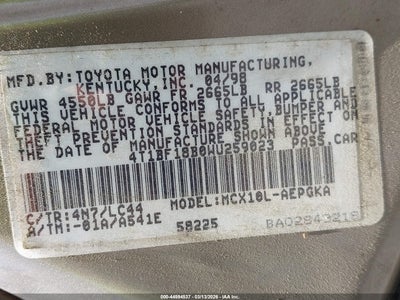 MFD.BY:TOYOTA MOTOR MANUFACTURING,
KENTUCKY,INC. 04/98
GVWR 4550LB GAWR FR 2665LB RR 2665LB
THIS VEHICLE CONFORMS TO ALL APPLICABLE
FEDERAL MOTOR VEHICLE SAFETY, BUMPER AND
THEFT PREVENTION STANDARDS IN EFFECT ON
THE DATE OF MANUFACTURE SHOWN ABOVE.
4T1BF18B0WU259023 PASS.CAR
MODEL:MCX10L-AEPGKA
C/TR:4N7/LC44
A/TM:-01A/A541E
58225
BA02843218
000-44694537 - 03/13/2026 - IAAI Copart